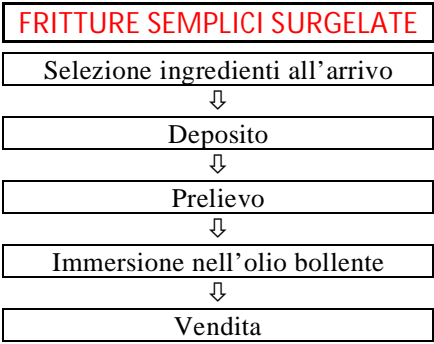 FRITTURE SEMPLICI SURGELATE
Selezione ingredienti all'arrivo
⇩
Deposito
⇩
Prelievo
⇩
Immersione nell'olio bollente
⇩
Vendita